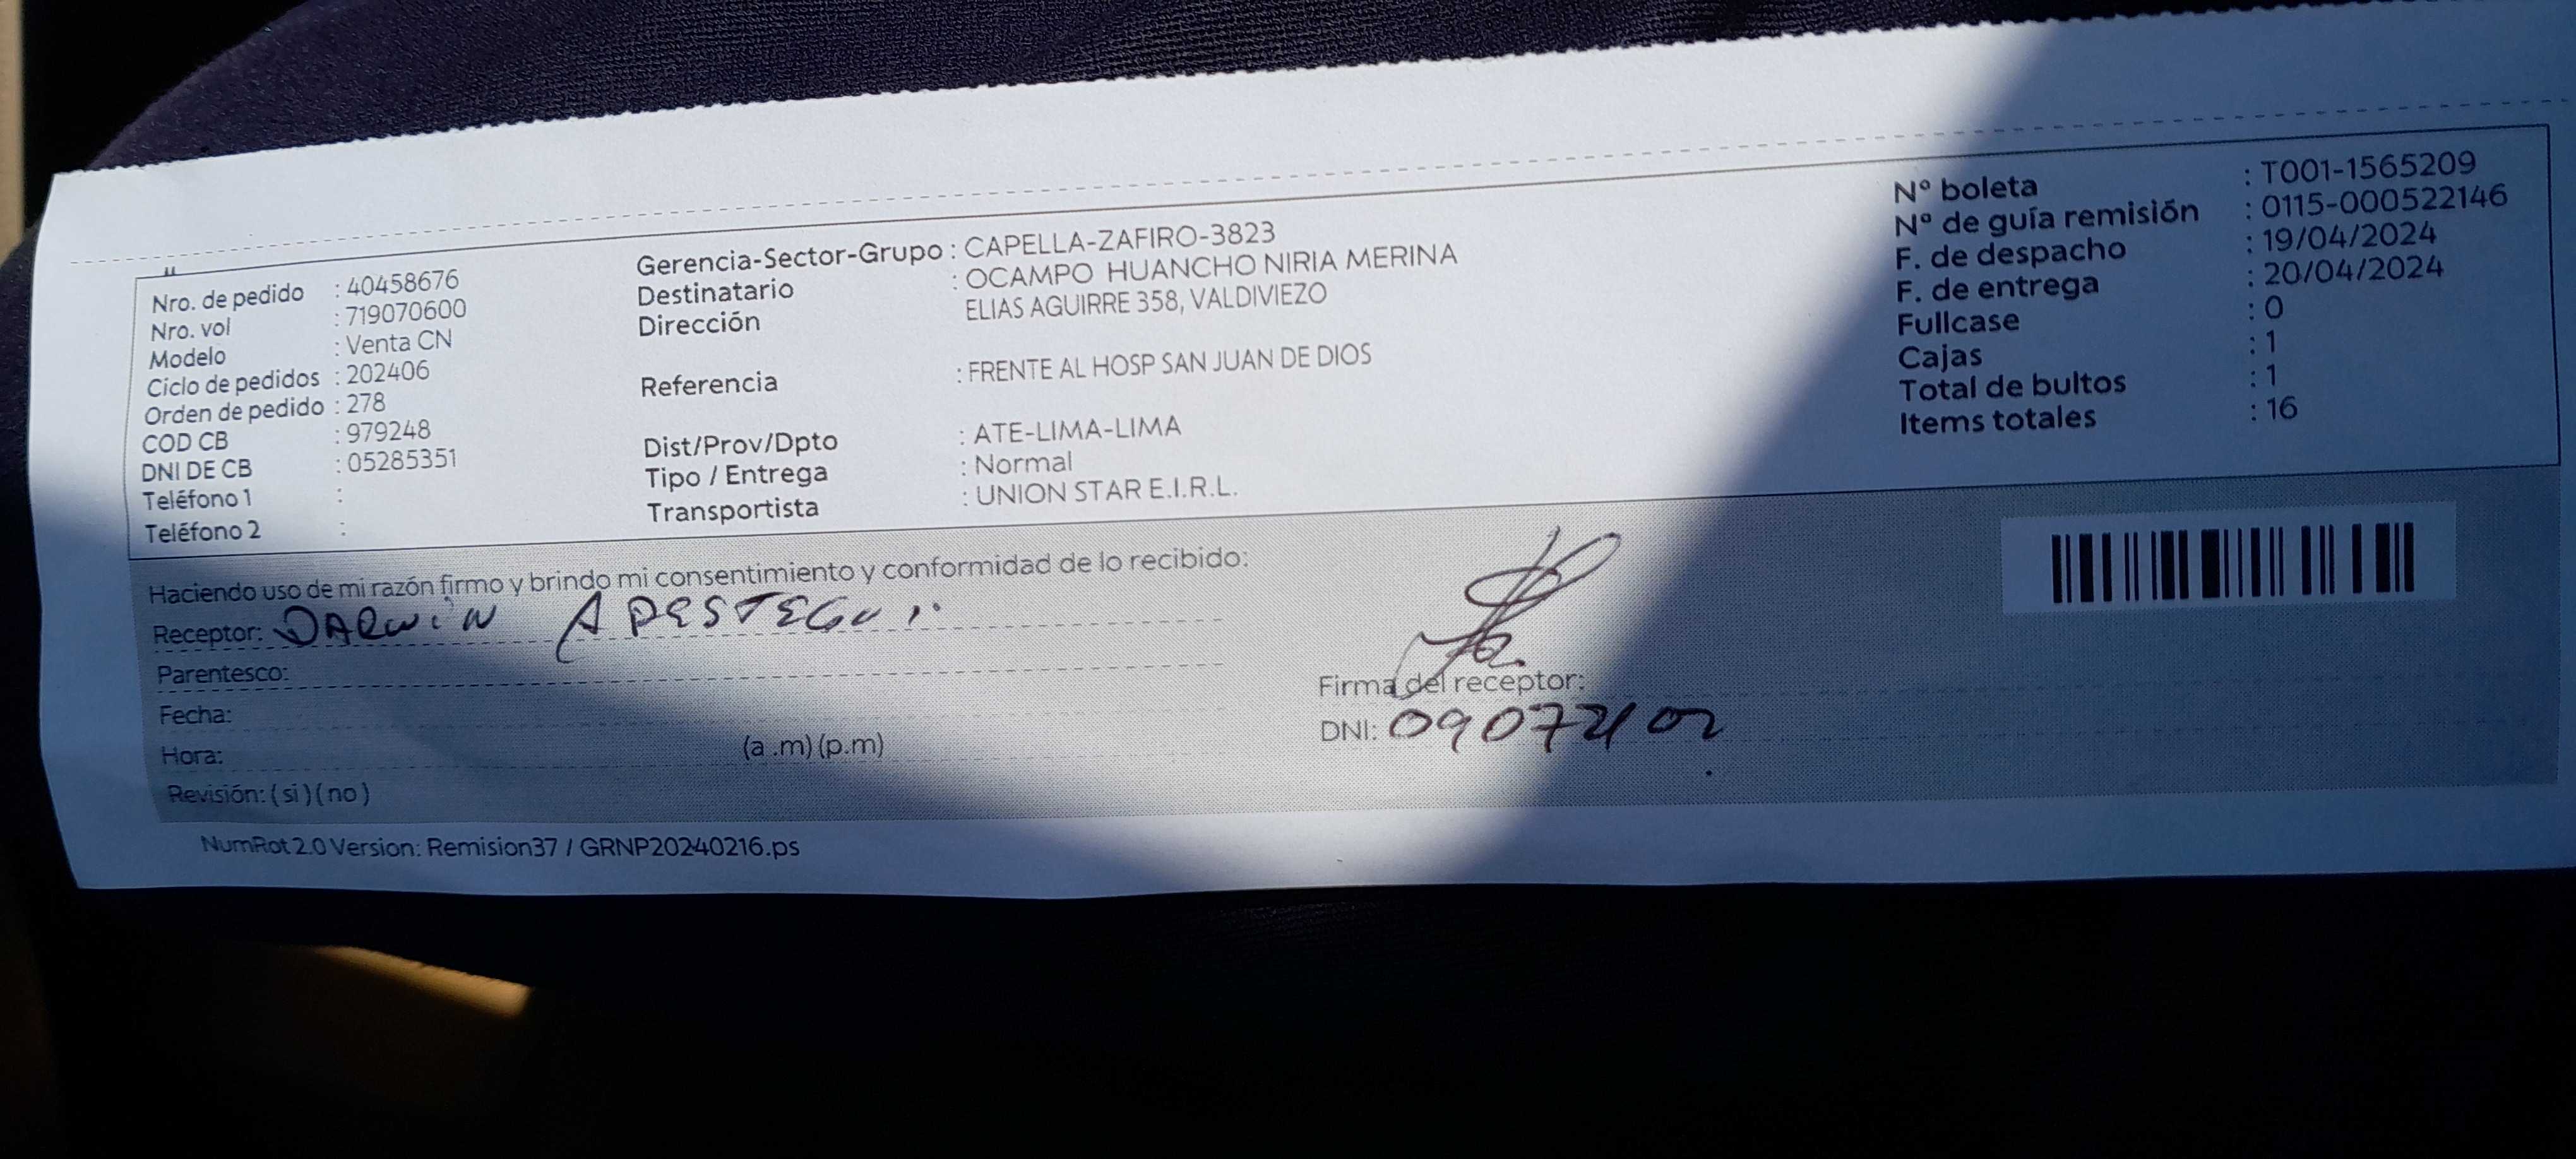 Nro. de pedido : 40458676
Nro. vol : 719070600
Modelo : Venta CN
Ciclo de pedidos : 202406
Orden de pedido : 278
COD CB : 979248
DNI DE CB : 05285351
Teléfono 1 :
Teléfono 2 :
Gerencia-Sector-Grupo : CAPELLA-ZAFIRO-3823
Destinatario : OCAMPO HUANCHO NIRIA MERINA
Dirección ELIAS AGUIRRE 358, VALDIVIEZO
Referencia : FRENTE AL HOSP SAN JUAN DE DIOS
Dist/Prov/Dpto : ATE-LIMA-LIMA
Tipo / Entrega : Normal
Transportista : UNION STAR E.I.R.L.
Nº boleta : T001-1565209
Nº de guía remisión : 0115-000522146
F. de despacho : 19/04/2024
F. de entrega : 20/04/2024
Fullcase : 0
Cajas : 1
Total de bultos : 1
Items totales : 16
Haciendo uso de mi razón firmo y brindo mi consentimiento y conformidad de lo recibido:
Receptor: DARWIN
Parentesco:
Fecha:
Hora: (a .m) (p.m)
Revisión: ( si ) ( no )
Firma del receptor:
DNI:
NumRot 2.0 Version: Remision37 / GRNP20240216.ps